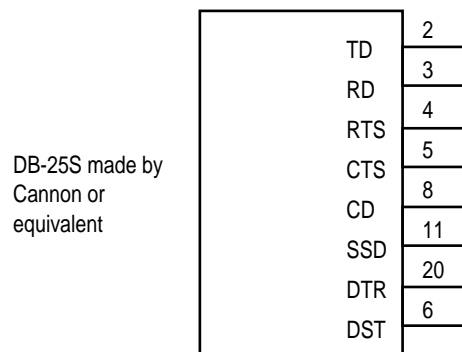 DB-25S made by
Cannon or
equivalent
TD 2
RD 3
RTS 4
CTS 5
CD 8
SSD 11
DTR 20
DST 6